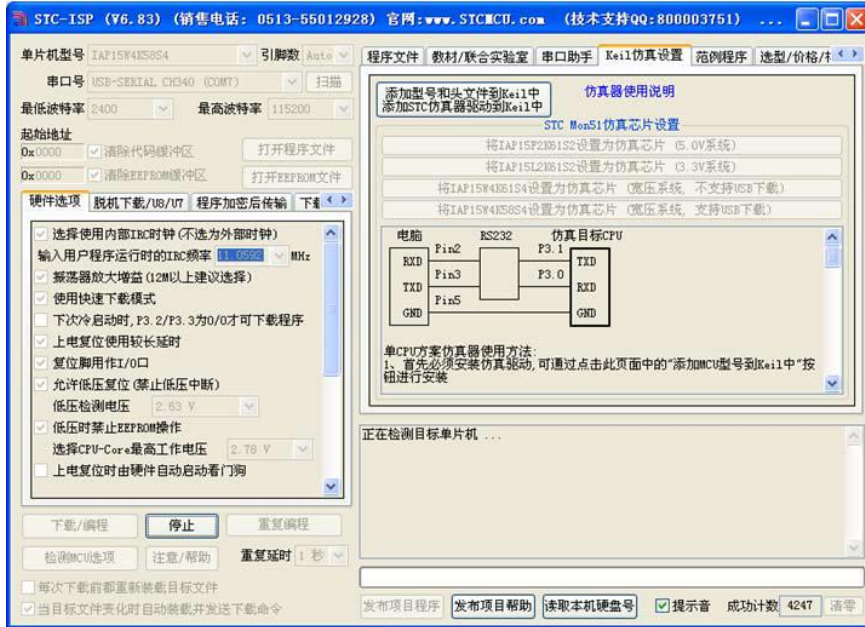 STC-ISP (V6.83) (销售电话: 0513-55012928) 官网:www.STCMCU.com (技术支持QQ:800003751) ...
单片机型号 IAP15W4K58S4 引脚数 Auto
串口号 USB-SERIAL CH340 (COM7) 扫描
最低波特率 2400 最高波特率 115200
起始地址
0x0000 清除代码缓冲区 打开程序文件
0x0000 清除EEPROM缓冲区 打开EEPROM文件
硬件选项 脱机下载/U8/U7 程序加密后传输
选择使用内部IRC时钟(不选为外部时钟)
输入用户程序运行时的IRC频率 11.0592 MHz
振荡器放大增益(12M以上建议选择)
使用快速下载模式
下次冷启动时,P3.2/P3.3为0/0才可下载程序
上电复位使用较长延时
复位脚用作I/O口
允许低压复位(禁止低压中断)
低压检测电压 2.63 V
低压时禁止EEPROM操作
选择CPU-Core最高工作电压 2.78 V
上电复位时由硬件自动启动看门狗
下载/编程 停止 重复编程
检测MCU选项 注意/帮助 重复延时 1 秒
每次下载前都重新装载目标文件
当目标文件变化时自动装载并发送下载命令
程序文件 教材/联合实验室 串口助手 Keil仿真设置 范例程序 选型/价格/
添加型号和头文件到Keil中
添加STC仿真器驱动到Keil中
仿真器使用说明
STC Mon51仿真芯片设置
将IAP15F2K61S2设置为仿真芯片 (5.0V系统)
将IAP15L2K61S2设置为仿真芯片 (3.3V系统)
将IAP15W4K61S4设置为仿真芯片 (宽压系统, 不支持USB下载)
将IAP15W4K58S4设置为仿真芯片 (宽压系统, 支持USB下载)
电脑 RS232 仿真目标CPU
RXD Pin2 P3.1 TXD
TXD Pin3 P3.0 RXD
GND Pin5 GND
单CPU方案仿真器使用方法:
1、首先必须安装仿真驱动,可通过点击此页面中的"添加MCU型号到Keil中"按
钮进行安装
正在检测目标单片机 ...
发布项目程序 发布项目帮助 读取本机硬盘号 提示音 成功计数 4247 清零